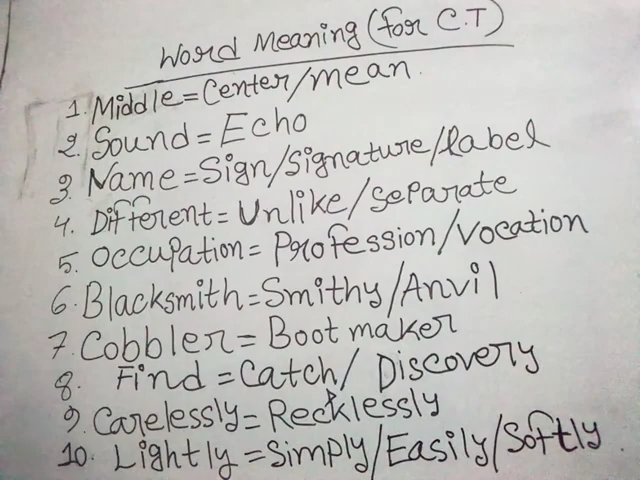 Word Meaning (for C.T)
1. Middle = Center/mean.
2. Sound = Echo
3. Name = Sign/Signature/label
4. Different = Unlike/Separate
5. Occupation = Profession/Vocation
6. Blacksmith = Smithy/Anvil
7. Cobbler = Boot maker
8. Find = Catch/ Discovery
9. Carelessly = Recklessly
10. Lightly = Simply/Easily/Softly.